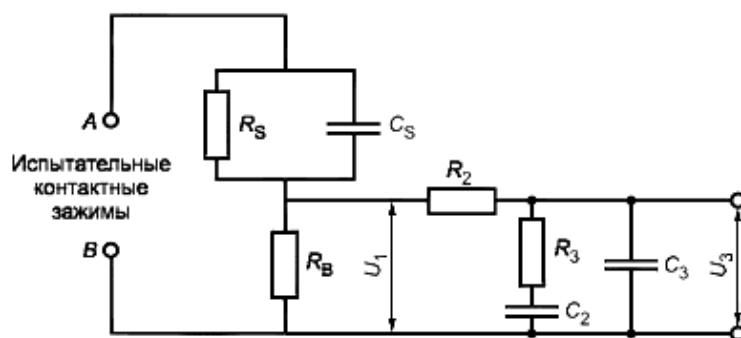 A
Испытательные
контактные
зажимы
B
R_S
C_S
R_B
U_1
R_2
R_3
C_2
C_3
U_3